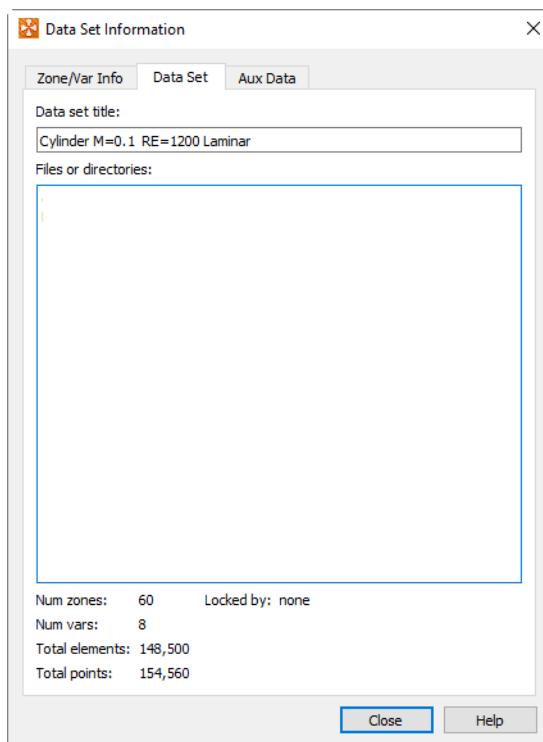 Data Set Information
Zone/Var Info Data Set Aux Data
Data set title:
Cylinder M=0.1 RE=1200 Laminar
Files or directories:
Num zones: 60 Locked by: none
Num vars: 8
Total elements: 148,500
Total points: 154,560
Close Help